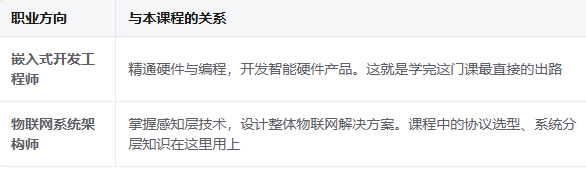 职业方向 与本课程的关系
嵌入式开发工
程师
精通硬件与编程，开发智能硬件产品。这就是学完这门课最直接的出路
物联网系统架
构师
掌握感知层技术，设计整体物联网解决方案。课程中的协议选型、系统分
层知识在这里用上